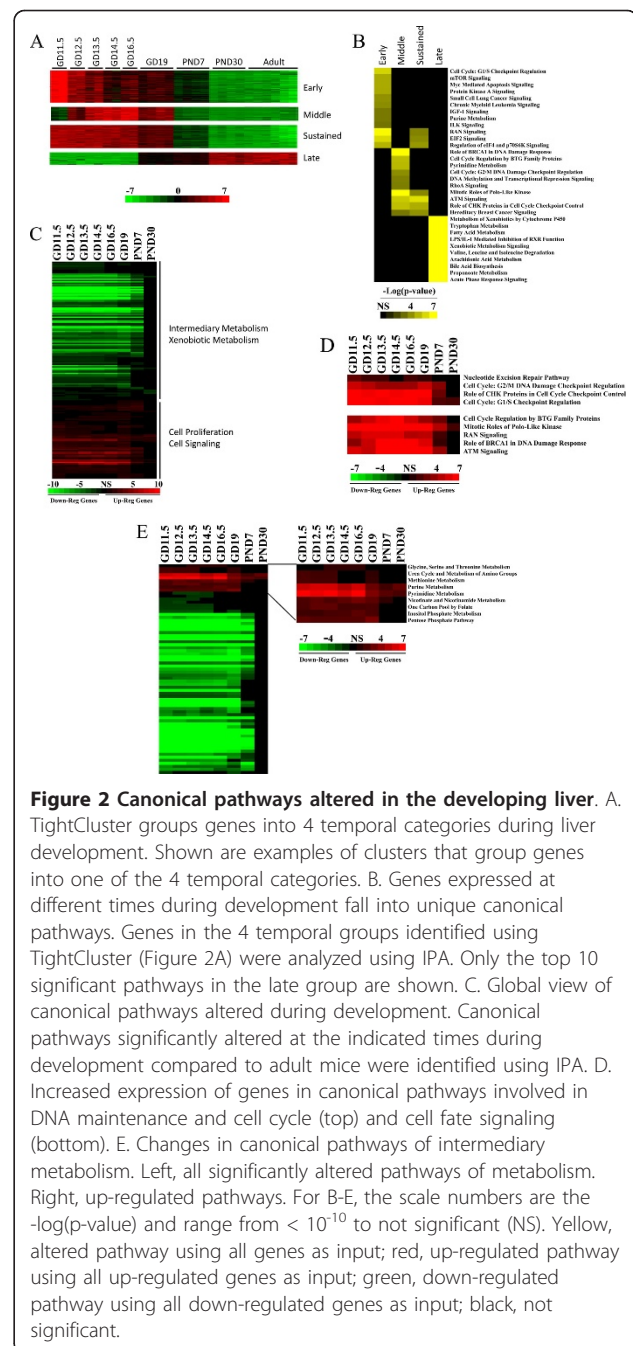 A
GD11.5
GD12.5
GD13.5
GD14.5
GD16.5
GD19
PND7
PND30
Adult
Early
Middle
Sustained
Late
-7 0 7
B
Early
Middle
Sustained
Late
Cell Cycle: G1/S Checkpoint Regulation
mTOR Signaling
Myc Mediated Apoptosis Signaling
Protein Kinase A Signaling
Small Cell Lung Cancer Signaling
Chronic Myeloid Leukemia Signaling
IGF-1 Signaling
Purine Metabolism
ILK Signaling
RAN Signaling
EIF2 Signaling
Regulation of eIF4 and p70S6K Signaling
Role of BRCA1 in DNA Damage Response
Cell Cycle Regulation by BTG Family Proteins
Pyrimidine Metabolism
Cell Cycle: G2/M DNA Damage Checkpoint Regulation
DNA Methylation and Transcriptional Repression Signaling
RhoA Signaling
Mitotic Roles of Polo-Like Kinase
ATM Signaling
Role of CHK Proteins in Cell Cycle Checkpoint Control
Hereditary Breast Cancer Signaling
Metabolism of Xenobiotics by Cytochrome P450
Tryptophan Metabolism
Fatty Acid Metabolism
LPS/IL-1 Mediated Inhibition of RXR Function
Xenobiotic Metabolism Signaling
Valine, Leucine and Isoleucine Degradation
Arachidonic Acid Metabolism
Bile Acid Biosynthesis
Propanoate Metabolism
Acute Phase Response Signaling
-Log(p-value)
NS 4 7
C
GD11.5
GD12.5
GD13.5
GD14.5
GD16.5
GD19
PND7
PND30
Intermediary Metabolism
Xenobiotic Metabolism
Cell Proliferation
Cell Signaling
-10 -5 NS 5 10
Down-Reg Genes Up-Reg Genes
D
GD11.5
GD12.5
GD13.5
GD14.5
GD16.5
GD19
PND7
PND30
Nucleotide Excision Repair Pathway
Cell Cycle: G2/M DNA Damage Checkpoint Regulation
Role of CHK Proteins in Cell Cycle Checkpoint Control
Cell Cycle: G1/S Checkpoint Regulation
Cell Cycle Regulation by BTG Family Proteins
Mitotic Roles of Polo-Like Kinase
RAN Signaling
Role of BRCA1 in DNA Damage Response
ATM Signaling
-7 -4 NS 4 7
Down-Reg Genes Up-Reg Genes
E
GD11.5
GD12.5
GD13.5
GD14.5
GD16.5
GD19
PND7
PND30
GD11.5
GD12.5
GD13.5
GD14.5
GD16.5
GD19
PND7
PND30
Glycine, Serine and Threonine Metabolism
Urea Cycle and Metabolism of Amino Groups
Methionine Metabolism
Purine Metabolism
Pyrimidine Metabolism
Nicotinate and Nicotinamide Metabolism
One Carbon Pool by Folate
Inositol Phosphate Metabolism
Pentose Phosphate Pathway
-7 -4 NS 4 7
Down-Reg Genes Up-Reg Genes
Figure 2 Canonical pathways altered in the developing liver. A.
TightCluster groups genes into 4 temporal categories during liver
development. Shown are examples of clusters that group genes
into one of the 4 temporal categories. B. Genes expressed at
different times during development fall into unique canonical
pathways. Genes in the 4 temporal groups identified using
TightCluster (Figure 2A) were analyzed using IPA. Only the top 10
significant pathways in the late group are shown. C. Global view of
canonical pathways altered during development. Canonical
pathways significantly altered at the indicated times during
development compared to adult mice were identified using IPA. D.
Increased expression of genes in canonical pathways involved in
DNA maintenance and cell cycle (top) and cell fate signaling
(bottom). E. Changes in canonical pathways of intermediary
metabolism. Left, all significantly altered pathways of metabolism.
Right, up-regulated pathways. For B-E, the scale numbers are the
-log(p-value) and range from < 10⁻¹⁰ to not significant (NS). Yellow,
altered pathway using all genes as input; red, up-regulated pathway
using all up-regulated genes as input; green, down-regulated
pathway using all down-regulated genes as input; black, not
significant.